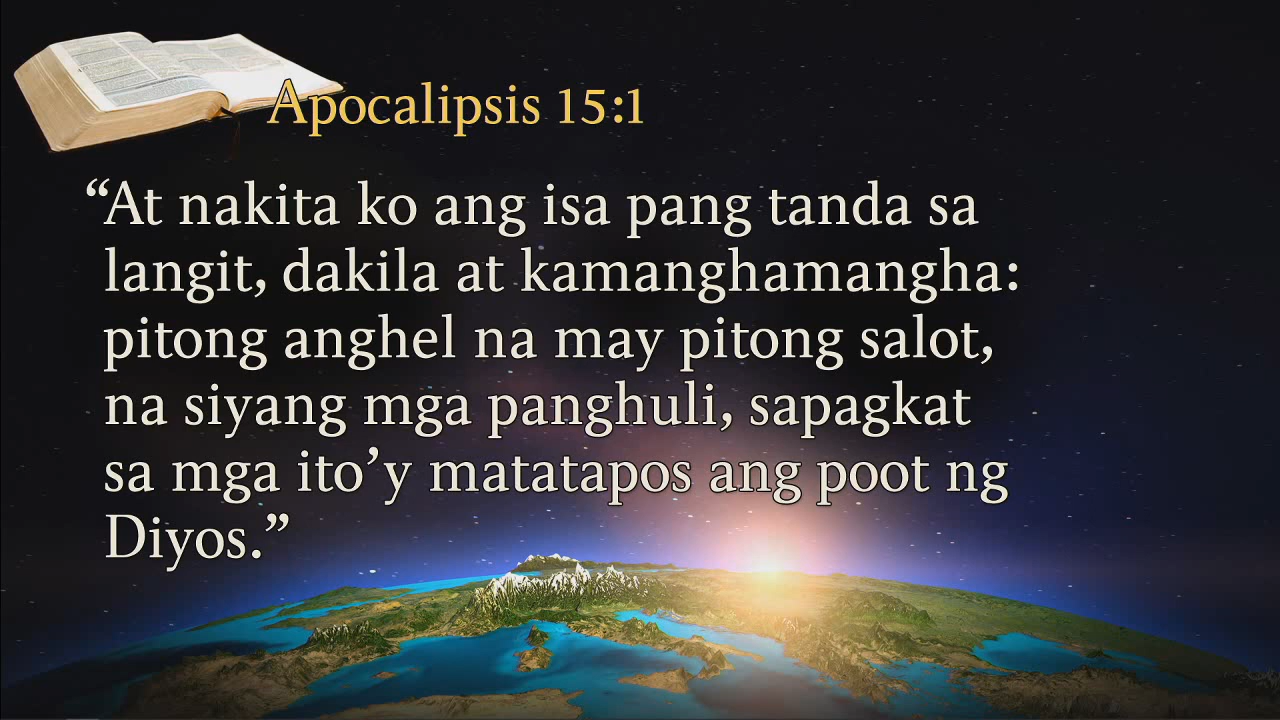 Apocalipsis 15:1
“At nakita ko ang isa pang tanda sa
langit, dakila at kamanghamangha:
pitong anghel na may pitong salot,
na siyang mga panghuli, sapagkat
sa mga ito’y matatapos ang poot ng
Diyos.”